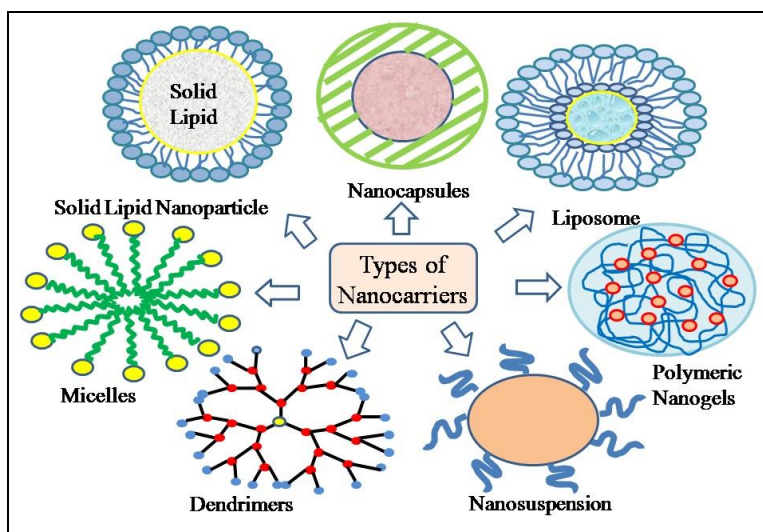 Solid
Lipid
Solid Lipid Nanoparticle
Nanocapsules
Liposome
Types of
Nanocarriers
Micelles
Polymeric
Nanogels
Dendrimers
Nanosuspension